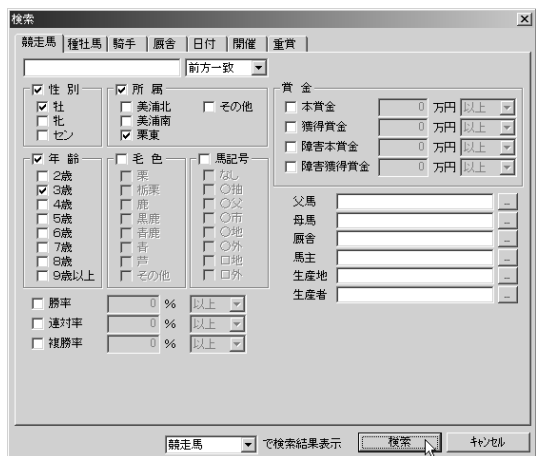 検索
競走馬 種牡馬 騎手 厩舎 日付 開催 重賞
前方一致
性 別
牡
牝
セン
所 属
美浦北 その他
美浦南
栗東
賞 金
本賞金 0 万円 以上
獲得賞金 0 万円 以上
障害本賞金 0 万円 以上
障害獲得賞金 0 万円 以上
年 齢
2歳
3歳
4歳
5歳
6歳
7歳
8歳
9歳以上
毛 色
栗
栃栗
鹿
黒鹿
青鹿
青
芦
その他
馬記号
なし
○抽
○父
○市
○地
○外
□地
□外
父馬 ...
母馬 ...
厩舎 ...
馬主 ...
生産地 ...
生産者 ...
勝率 0 % 以上
連対率 0 % 以上
複勝率 0 % 以上
競走馬 で検索結果表示 検索 キャンセル